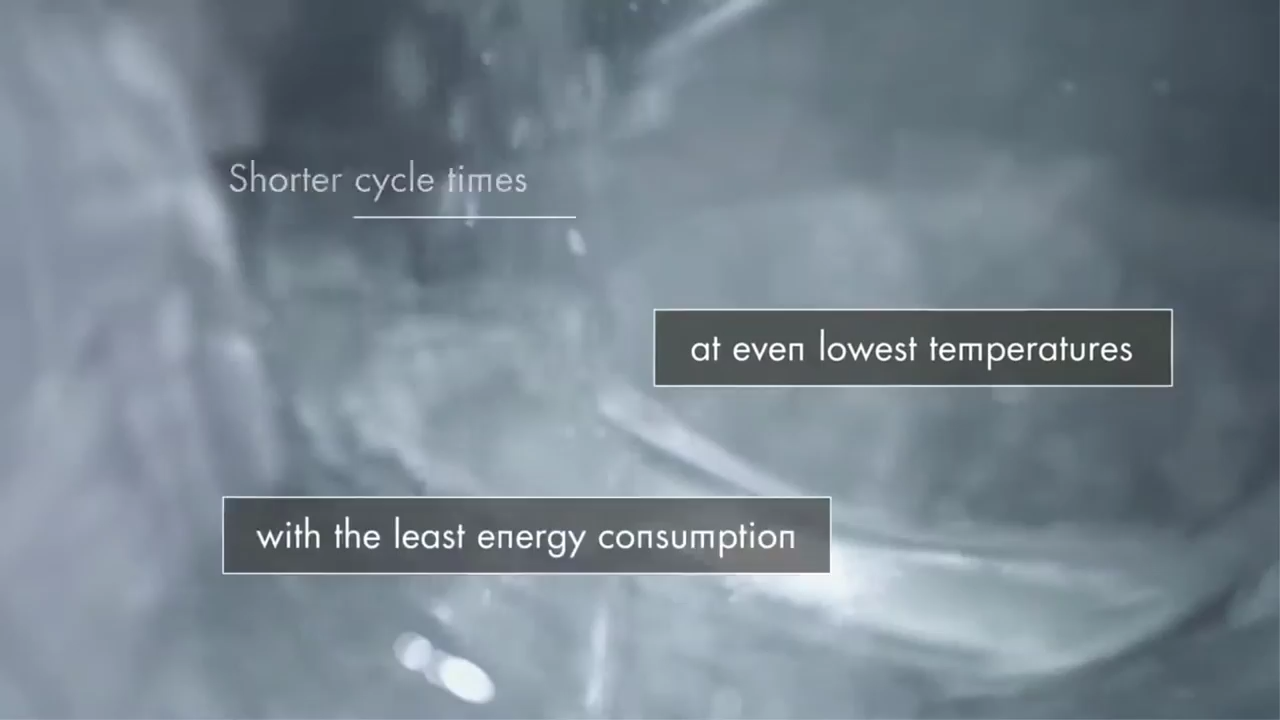 Shorter cycle times
at even lowest temperatures
with the least energy consumption